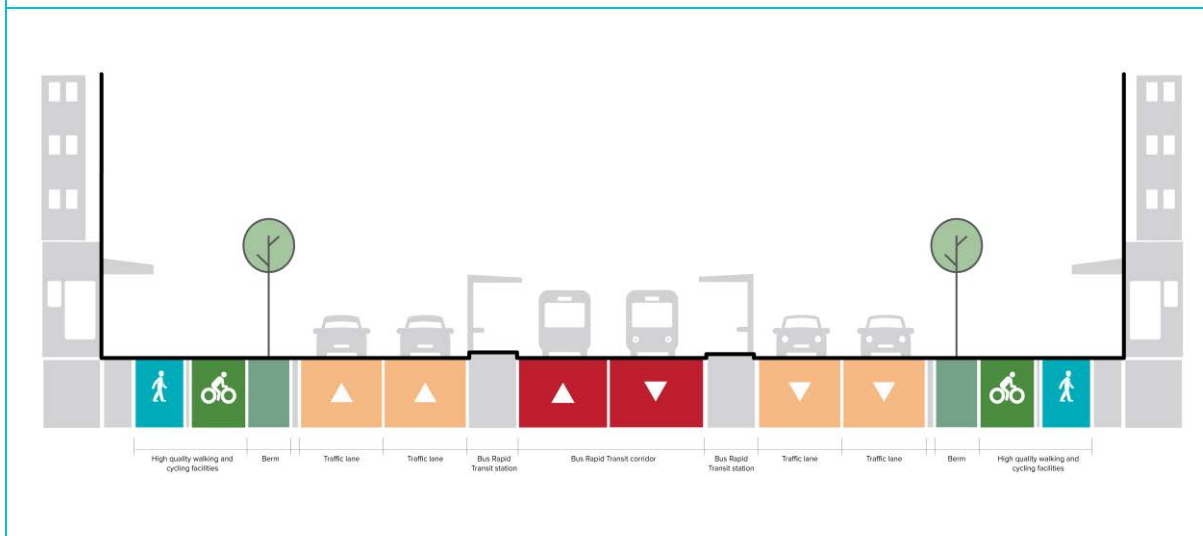 High quality walking and
cycling facilities
Berm
Traffic lane
Traffic lane
Bus Rapid
Transit station
Bus Rapid Transit corridor
Bus Rapid
Transit station
Traffic lane
Traffic lane
Berm
High quality walking and
cycling facilities